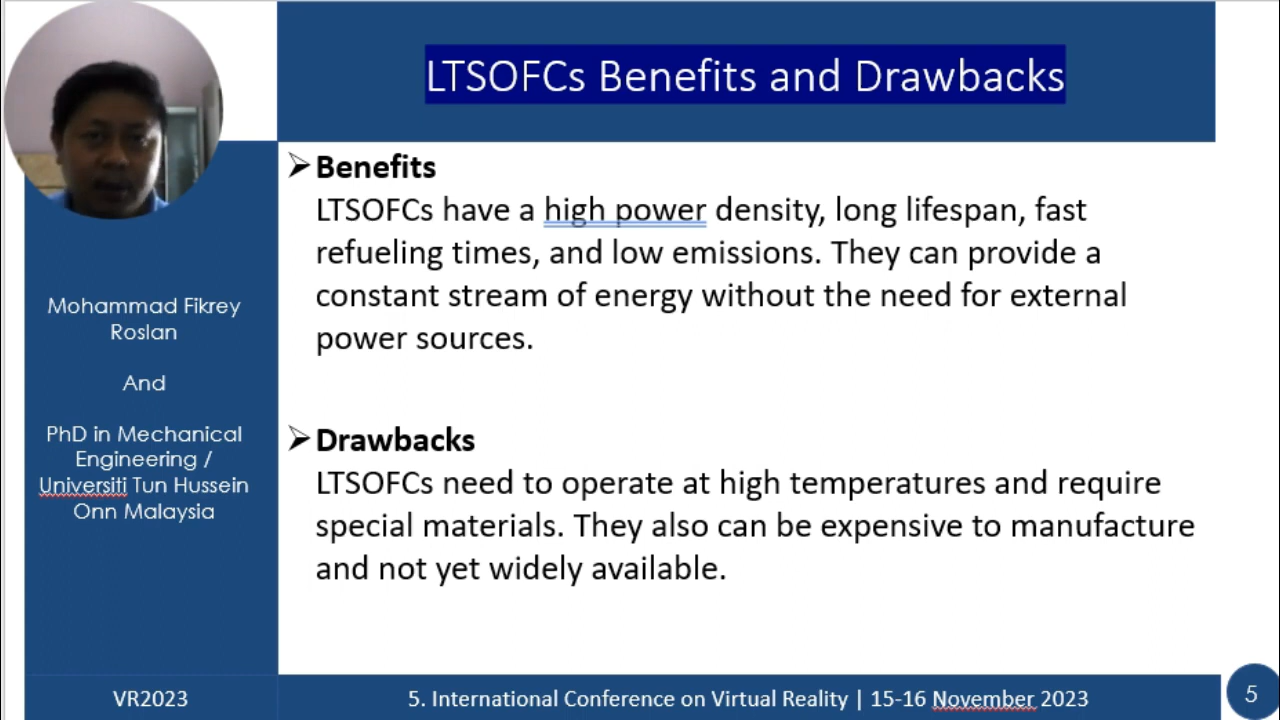 LTSOFCs Benefits and Drawbacks
Benefits
LTSOFCs have a high power density, long lifespan, fast
refueling times, and low emissions. They can provide a
constant stream of energy without the need for external
power sources.
Drawbacks
LTSOFCs need to operate at high temperatures and require
special materials. They also can be expensive to manufacture
and not yet widely available.
Mohammad Fikrey
Roslan
And
PhD in Mechanical
Engineering /
Universiti Tun Hussein
Onn Malaysia
VR2023
5. International Conference on Virtual Reality | 15-16 November 2023
5